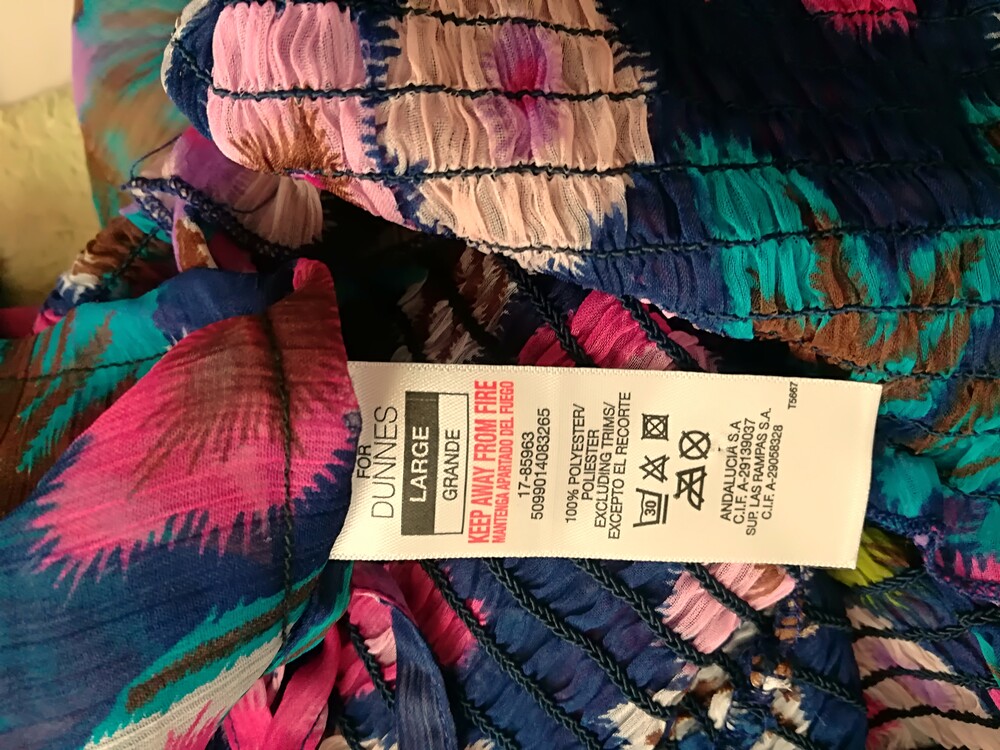 FOR
DUNNES
LARGE
GRANDE
KEEP AWAY FROM FIRE
MANTENGA APARTADO DEL FUEGO
17-85963
5099014083265
100% POLYESTER/
POLIESTER
EXCLUDING TRIMS/
EXCEPTO EL RECORTE
30
ANDALUCIA S.A
C.I.F. A-29139037
SUP. LAS RAMPAS S.A.
C.I.F. A-29058328
T5667